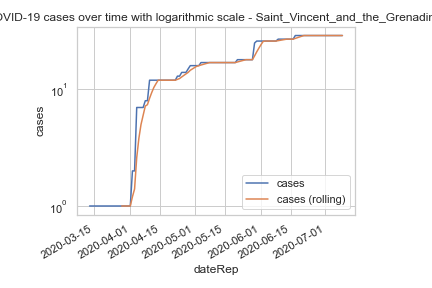 OVID-19 cases over time with logarithmic scale - Saint_Vincent_and_the_Grenadin
cases
10¹
10⁰
cases
cases (rolling)
2020-03-15
2020-04-01
2020-04-15
2020-05-01
2020-05-15
2020-06-01
2020-06-15
2020-07-01
dateRep